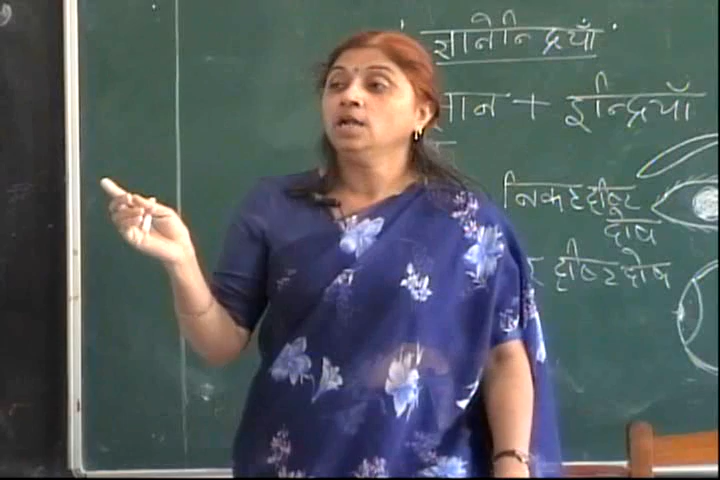 ज्ञानेन्द्रियाँ
ज्ञान + इन्द्रियाँ
निकट दृष्टि
दोष
दृष्टि दोष